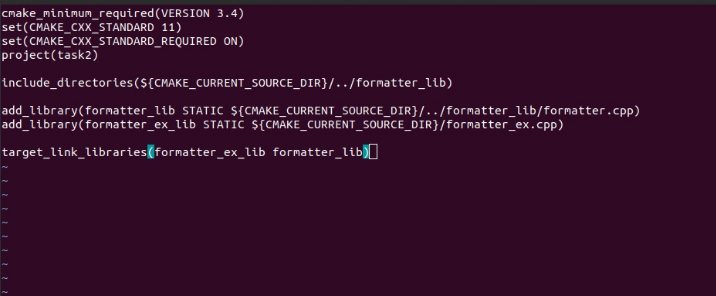 cmake_minimum_required(VERSION 3.4)
set(CMAKE_CXX_STANDARD 11)
set(CMAKE_CXX_STANDARD_REQUIRED ON)
project(task2)
include_directories(${CMAKE_CURRENT_SOURCE_DIR}/../formatter_lib)
add_library(formatter_lib STATIC ${CMAKE_CURRENT_SOURCE_DIR}/../formatter_lib/formatter.cpp)
add_library(formatter_ex_lib STATIC ${CMAKE_CURRENT_SOURCE_DIR}/formatter_ex.cpp)
target_link_libraries(formatter_ex_lib formatter_lib)
~
~
~
~
~
~
~
~
~
~